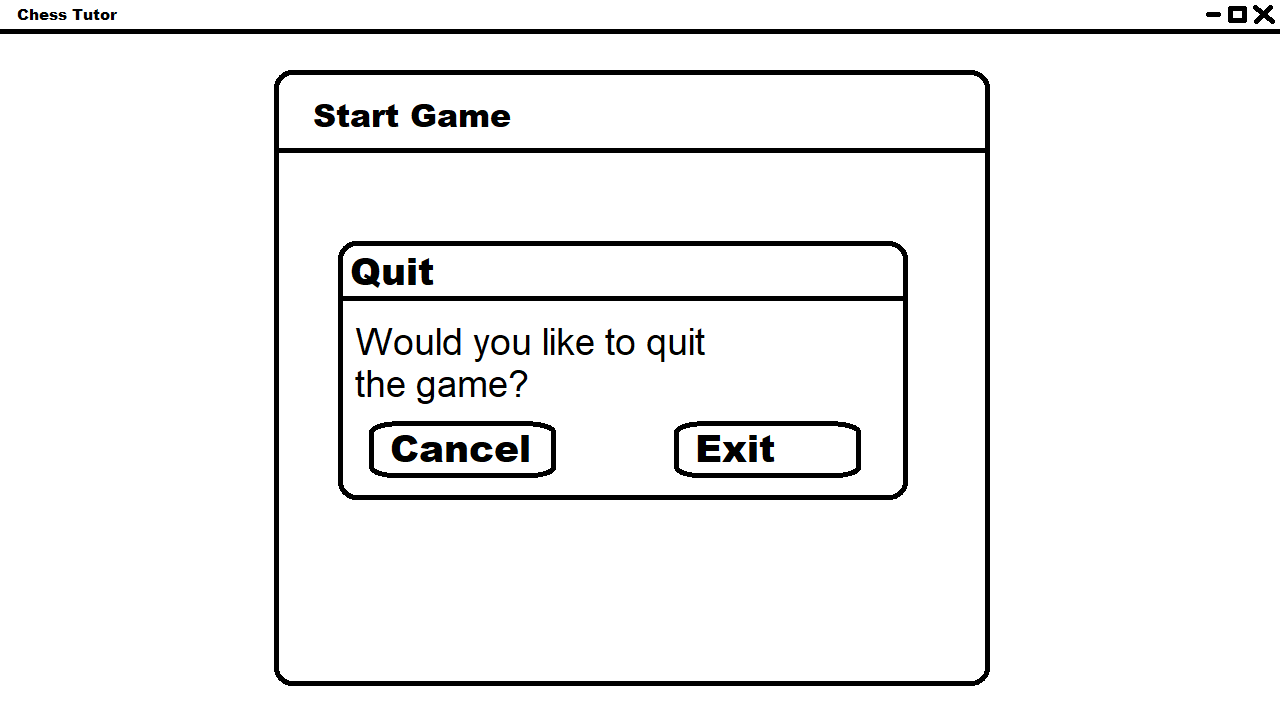 Chess Tutor
Start Game
Quit
Would you like to quit
the game?
Cancel
Exit